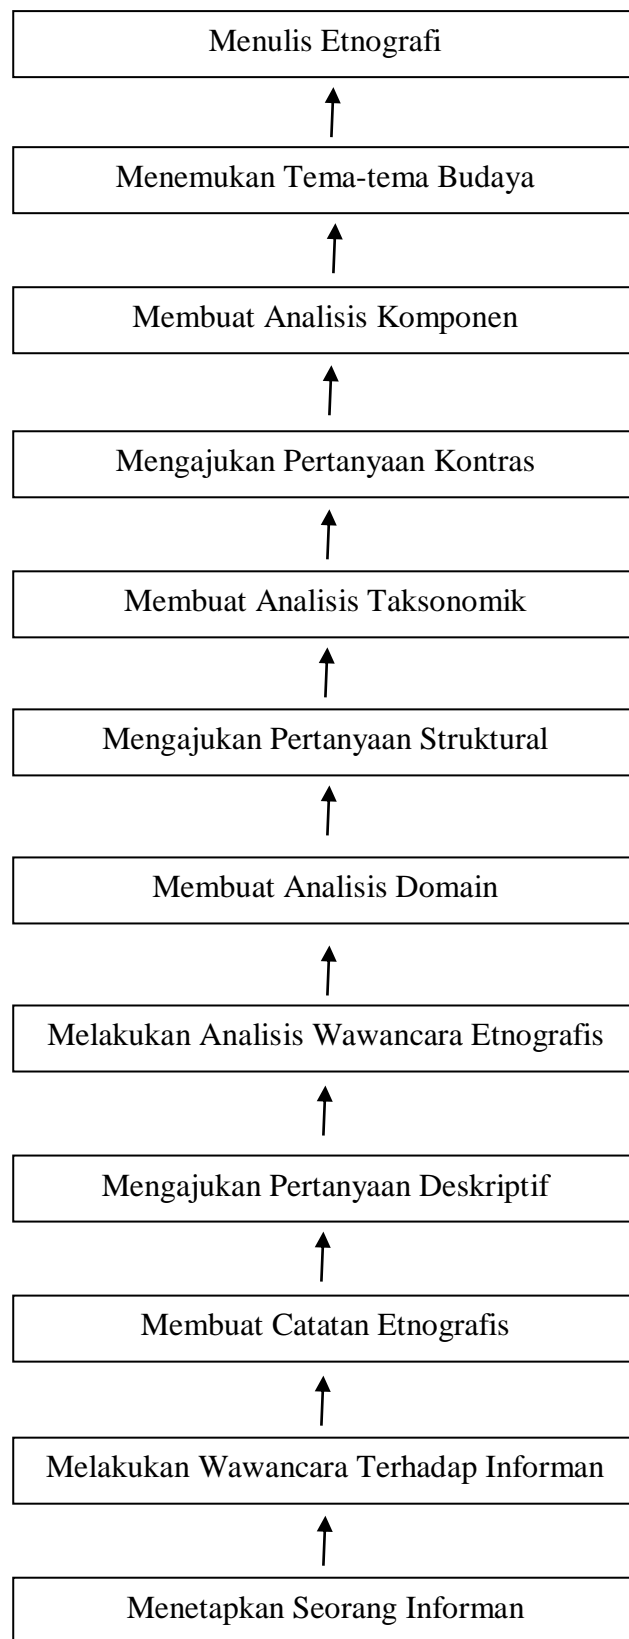 Menulis Etnografi
Menemukan Tema-tema Budaya
Membuat Analisis Komponen
Mengajukan Pertanyaan Kontras
Membuat Analisis Taksonomik
Mengajukan Pertanyaan Struktural
Membuat Analisis Domain
Melakukan Analisis Wawancara Etnografis
Mengajukan Pertanyaan Deskriptif
Membuat Catatan Etnografis
Melakukan Wawancara Terhadap Informan
Menetapkan Seorang Informan